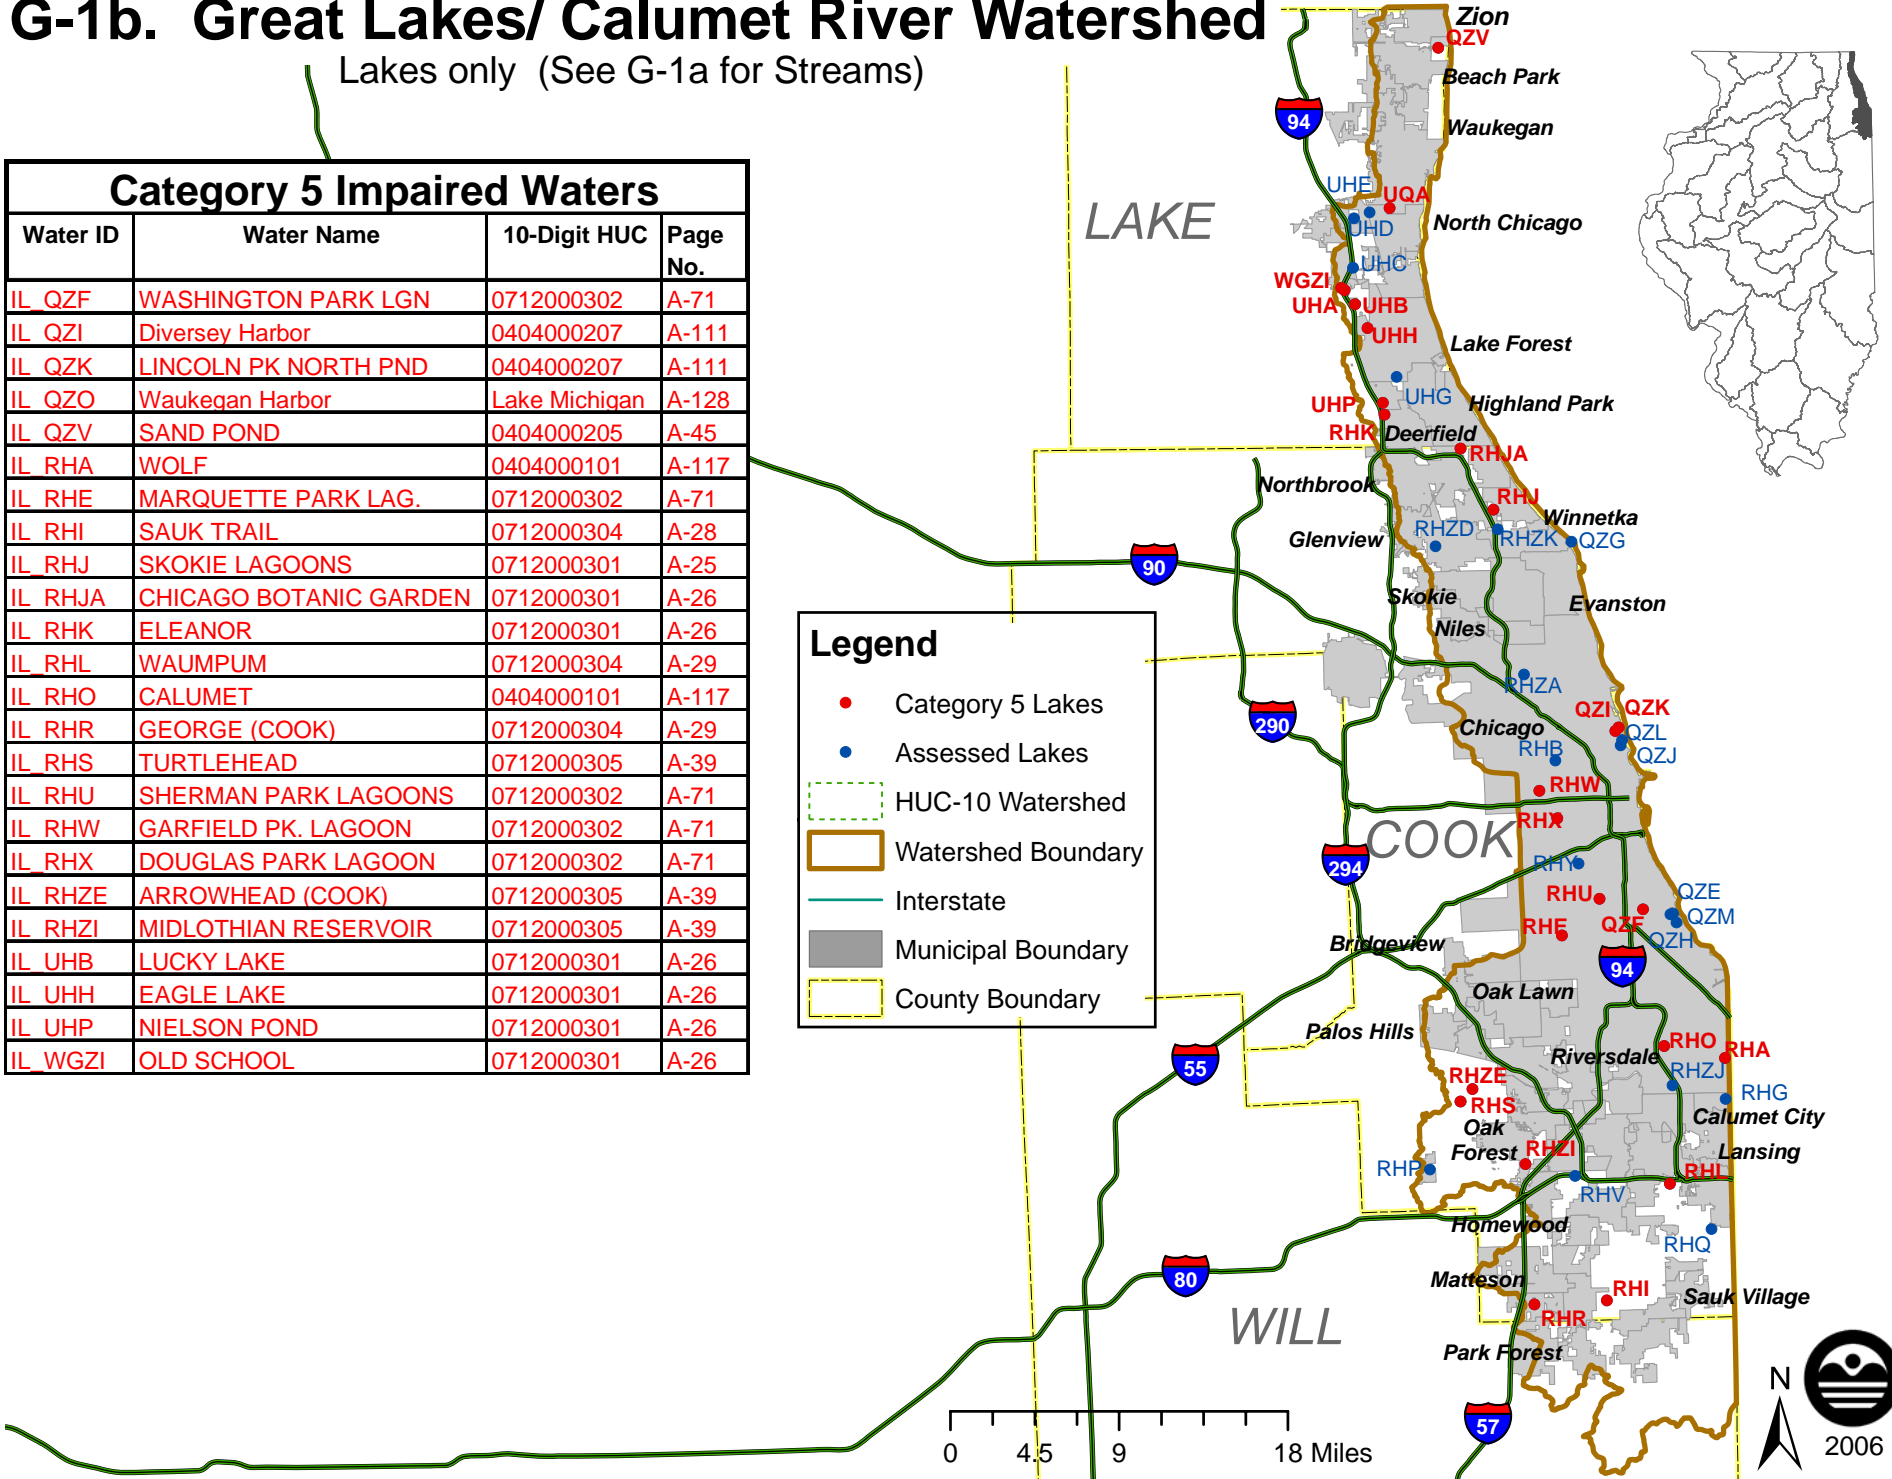 G-1b. Great Lakes/ Calumet River Watershed
Lakes only (See G-1a for Streams)
Category 5 Impaired Waters
Water ID Water Name 10-Digit HUC Page No.
IL_QZF WASHINGTON PARK LGN 0712000302 A-71
IL_QZI Diversey Harbor 0404000207 A-111
IL_QZK LINCOLN PK NORTH PND 0404000207 A-111
IL_QZO Waukegan Harbor Lake Michigan A-128
IL_QZV SAND POND 0404000205 A-45
IL_RHA WOLF 0404000101 A-117
IL_RHE MARQUETTE PARK LAG. 0712000302 A-71
IL_RHI SAUK TRAIL 0712000304 A-28
IL_RHJ SKOKIE LAGOONS 0712000301 A-25
IL_RHJA CHICAGO BOTANIC GARDEN 0712000301 A-26
IL_RHK ELEANOR 0712000301 A-26
IL_RHL WAUMPUM 0712000304 A-29
IL_RHO CALUMET 0404000101 A-117
IL_RHR GEORGE (COOK) 0712000304 A-29
IL_RHS TURTLEHEAD 0712000305 A-39
IL_RHU SHERMAN PARK LAGOONS 0712000302 A-71
IL_RHW GARFIELD PK. LAGOON 0712000302 A-71
IL_RHX DOUGLAS PARK LAGOON 0712000302 A-71
IL_RHZE ARROWHEAD (COOK) 0712000305 A-39
IL_RHZI MIDLOTHIAN RESERVOIR 0712000305 A-39
IL_UHB LUCKY LAKE 0712000301 A-26
IL_UHH EAGLE LAKE 0712000301 A-26
IL_UHP NIELSON POND 0712000301 A-26
IL_WGZI OLD SCHOOL 0712000301 A-26
Legend
Category 5 Lakes
Assessed Lakes
HUC-10 Watershed
Watershed Boundary
Interstate
Municipal Boundary
County Boundary
Zion
QZV
Beach Park
94
Waukegan
UHE
UQA
LAKE
North Chicago
UHD
UHC
WGZI
UHA
UHB
UHH
Lake Forest
UHG
UHP
Highland Park
RHK
Deerfield
RHJA
Northbrook
RHJ
Winnetka
RHZD
RHZK
QZG
Glenview
90
Skokie
Evanston
Niles
RHZA
QZI
QZK
290
Chicago
QZL
RHB
QZJ
RHW
RHX
COOK
294
RHY
RHU
QZE
QZM
RHE
QZF
QZH
Bridgeview
94
Oak Lawn
Palos Hills
RHO
RHA
Riversdale
55
RHZE
RHZJ
RHS
RHG
Calumet City
Oak
Forest
RHZI
Lansing
RHP
RHL
RHV
Homewood
RHQ
80
Matteson
RHI
Sauk Village
RHR
WILL
Park Forest
57
N
0 4.5 9 18 Miles
2006